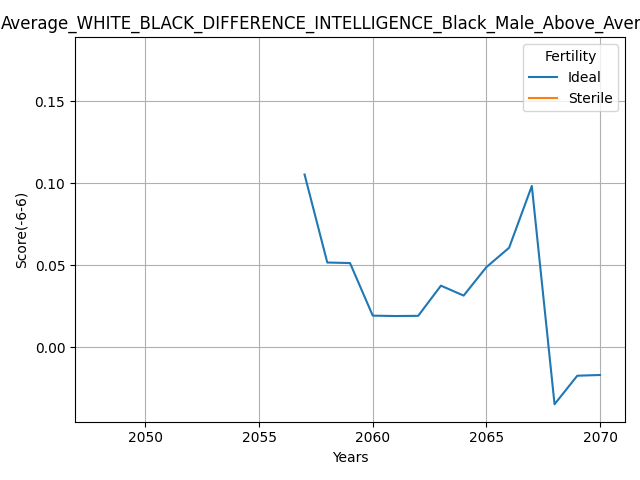 Average_WHITE_BLACK_DIFFERENCE_INTELLIGENCE_Black_Male_Above_Aver
Fertility
Ideal
Sterile
0.15
0.10
0.05
0.00
Score(-6-6)
2050 2055 2060 2065 2070
Years